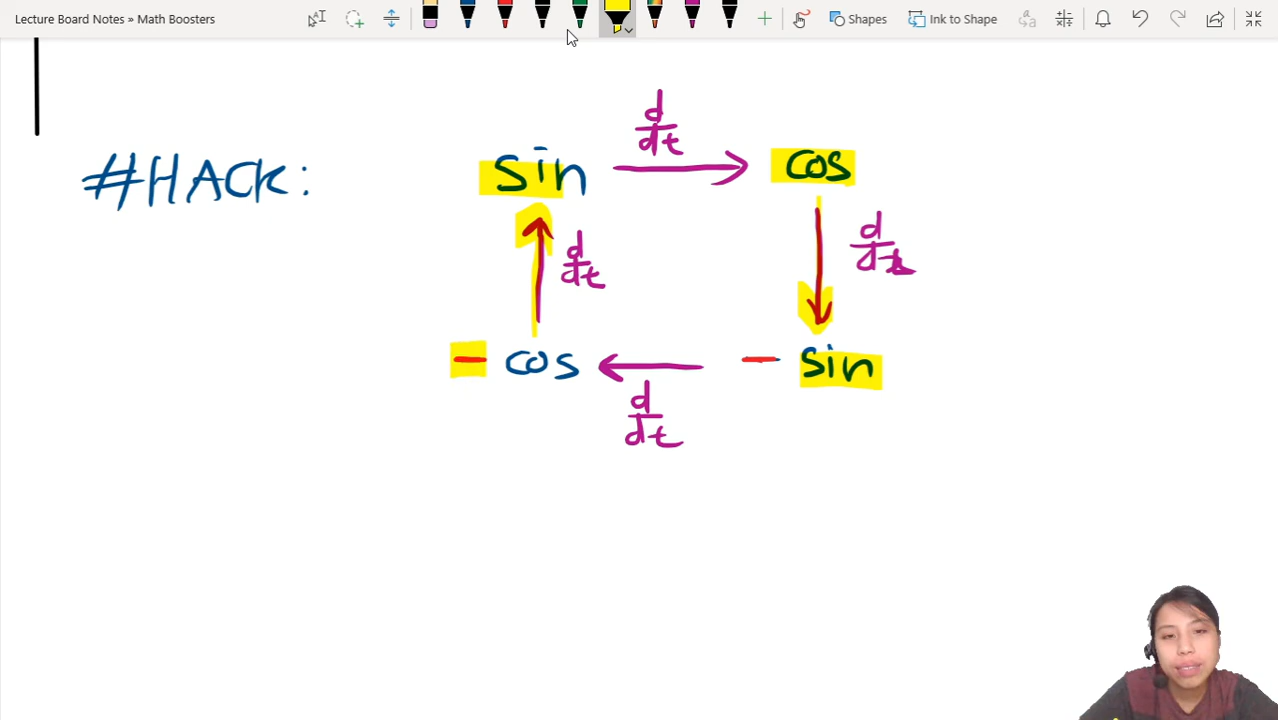 Lecture Board Notes » Math Boosters
Shapes
Ink to Shape
#HACK:
sin
d/dt
cos
d/dt
d/dt
- cos
- sin
d/dt